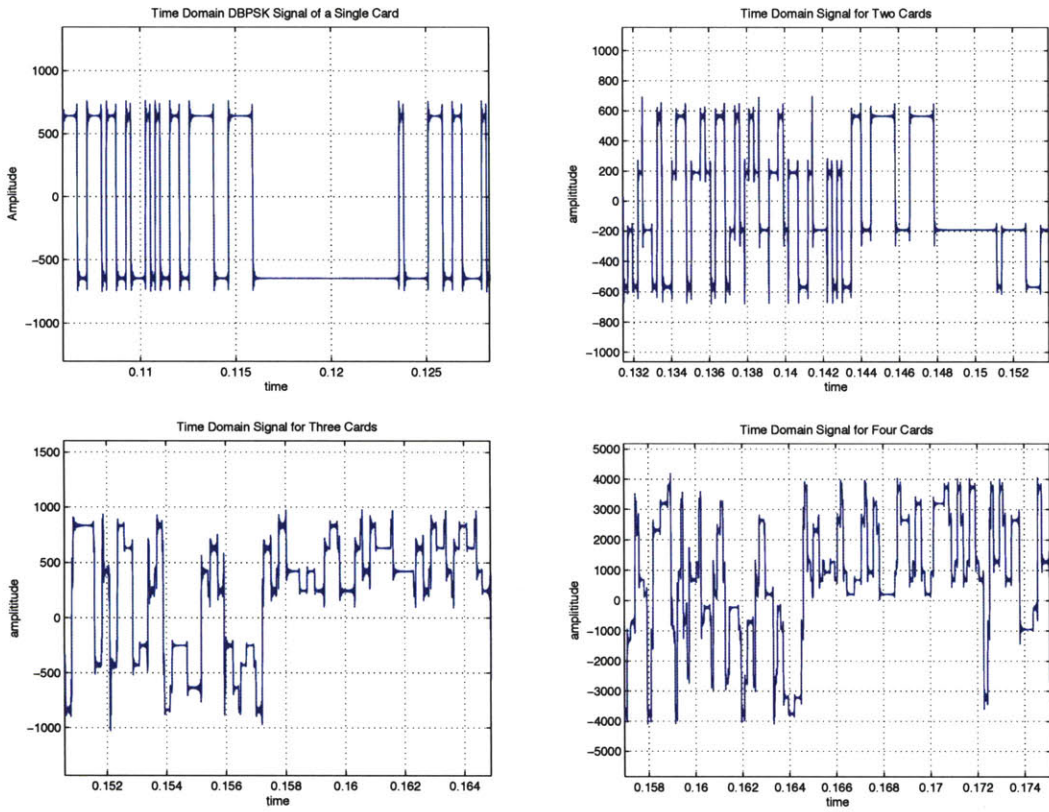 Time Domain DBPSK Signal of a Single Card
1000
500
0
−500
−1000
Amplitude
0.11 0.115 0.12 0.125
time
Time Domain Signal for Two Cards
1000
800
600
400
200
0
−200
−400
−600
−800
−1000
amplititude
0.132 0.134 0.136 0.138 0.14 0.142 0.144 0.146 0.148 0.15 0.152
time
Time Domain Signal for Three Cards
1500
1000
500
0
−500
−1000
amplititude
0.152 0.154 0.156 0.158 0.16 0.162 0.164
time
Time Domain Signal for Four Cards
5000
4000
3000
2000
1000
0
−1000
−2000
−3000
−4000
−5000
amplititude
0.158 0.16 0.162 0.164 0.166 0.168 0.17 0.172 0.174
time